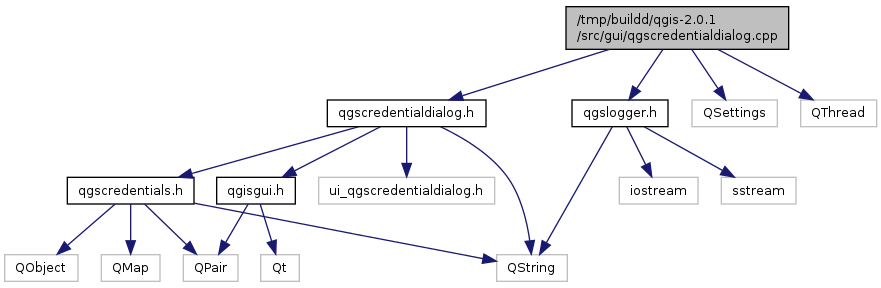 /tmp/buildd/qgis-2.0.1
/src/gui/qgscredentialdialog.cpp
qgscredentialdialog.h
qgslogger.h
QSettings
QThread
qgscredentials.h
qgisgui.h
ui_qgscredentialdialog.h
iostream
sstream
QObject
QMap
QPair
Qt
QString